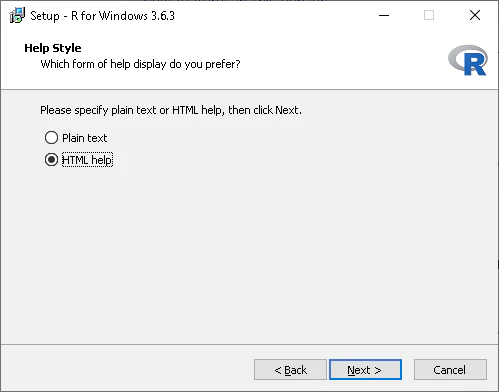 Setup - R for Windows 3.6.3
Help Style
Which form of help display do you prefer?
R
Please specify plain text or HTML help, then click Next.
Plain text
HTML help
< Back
Next >
Cancel